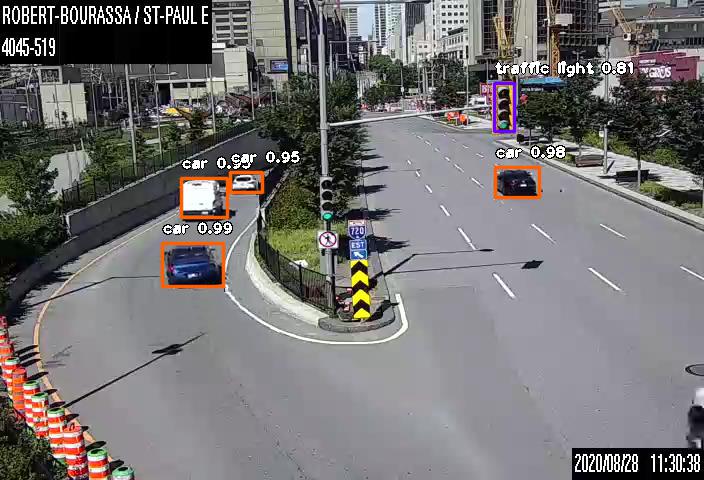 ROBERT-BOURASSA / ST-PAUL E
4045-519
traffic light 0.81
car 0.95
car 0.98
car 0.99
720
EST
2020/08/28 11:30:38